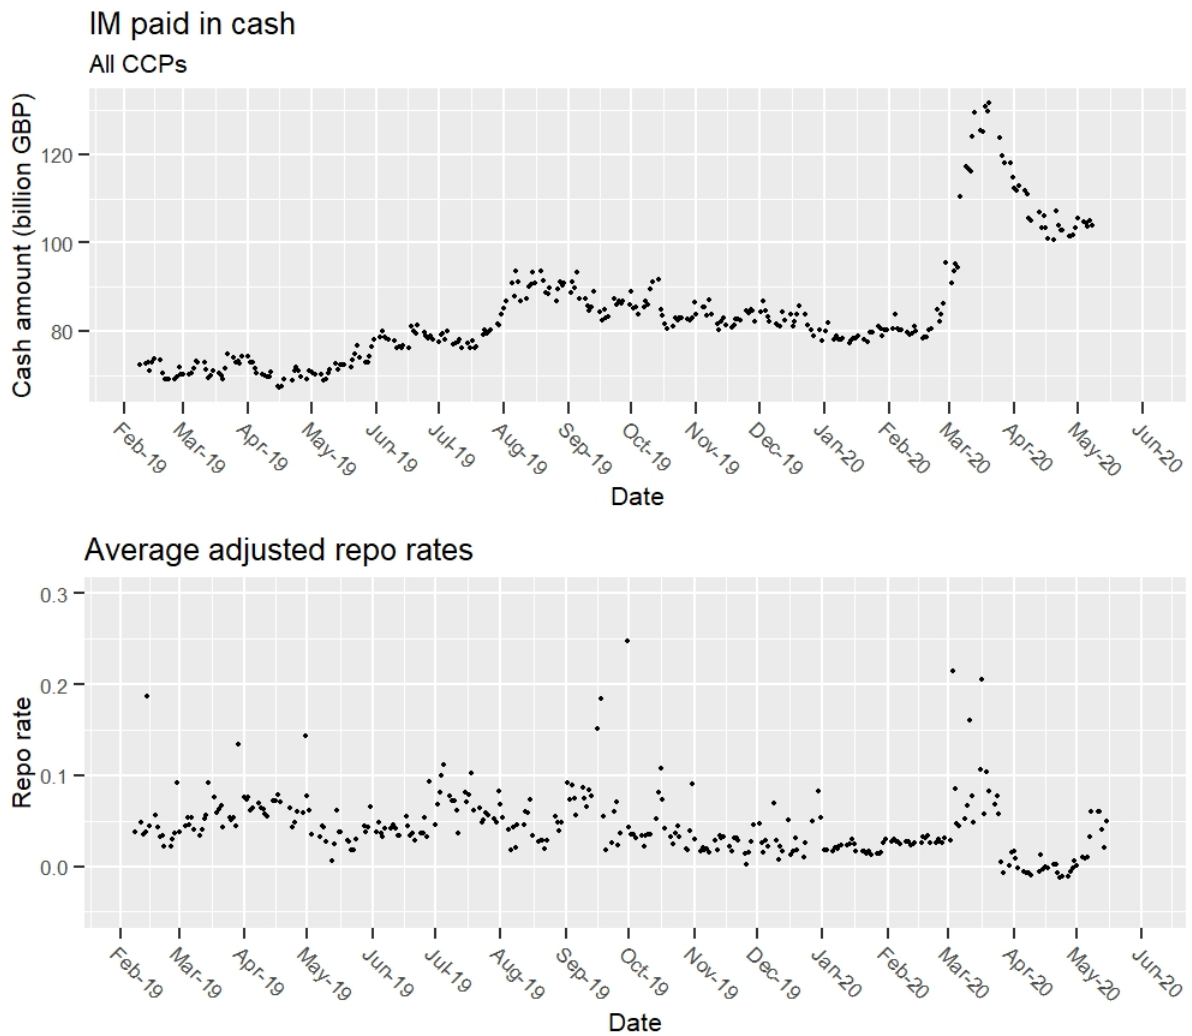 IM paid in cash
All CCPs
Cash amount (billion GBP)
120
100
80
Feb-19 Mar-19 Apr-19 May-19 Jun-19 Jul-19 Aug-19 Sep-19 Oct-19 Nov-19 Dec-19 Jan-20 Feb-20 Mar-20 Apr-20 May-20 Jun-20
Date
Average adjusted repo rates
Repo rate
0.3
0.2
0.1
0.0
Feb-19 Mar-19 Apr-19 May-19 Jun-19 Jul-19 Aug-19 Sep-19 Oct-19 Nov-19 Dec-19 Jan-20 Feb-20 Mar-20 Apr-20 May-20 Jun-20
Date